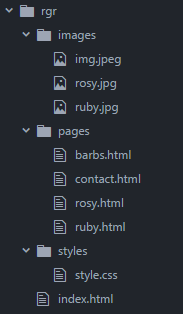 rgr
images
img.jpeg
rosy.jpg
ruby.jpg
pages
barbs.html
contact.html
rosy.html
ruby.html
styles
style.css
index.html